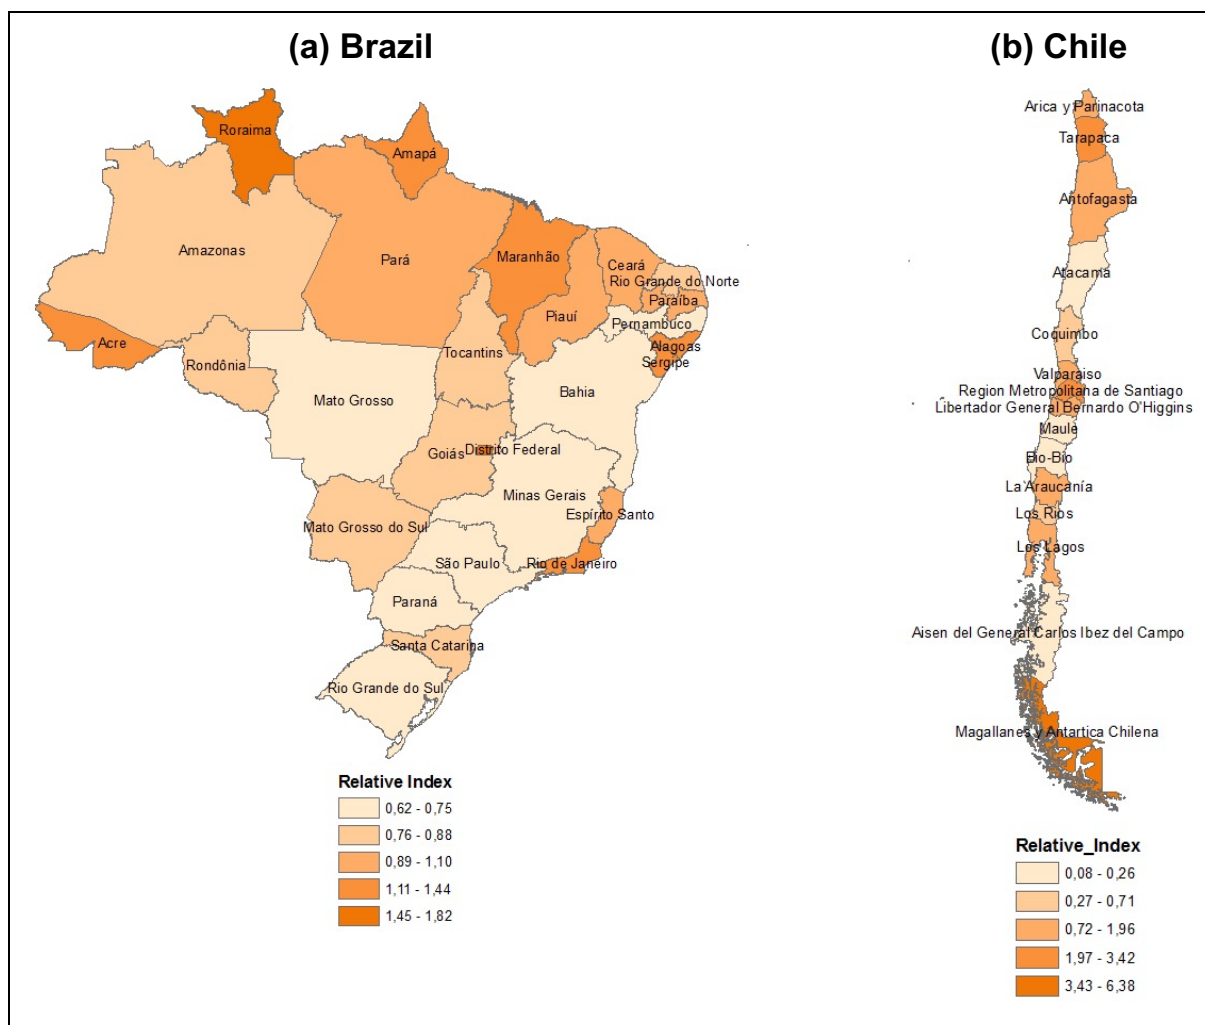 (a) Brazil
Roraima
Amapá
Amazonas
Pará
Maranhão
Ceará
Rio Grande do Norte
Paraíba
Piauí
Pernambuco
Acre
Rondônia
Tocantins
Alagoas
Sergipe
Mato Grosso
Bahia
Goiás
Distrito Federal
Minas Gerais
Espírito Santo
Mato Grosso do Sul
São Paulo
Rio de Janeiro
Paraná
Santa Catarina
Rio Grande do Sul
Relative Index
0,62 - 0,75
0,76 - 0,88
0,89 - 1,10
1,11 - 1,44
1,45 - 1,82
(b) Chile
Arica y Parinacota
Tarapaca
Antofagasta
Atacama
Coquimbo
Valparaiso
Region Metropolitana de Santiago
Libertador General Bernardo O'Higgins
Maule
Bio-Bio
La Araucanía
Los Rios
Los Lagos
Aisen del General Carlos Ibez del Campo
Magallanes y Antartica Chilena
Relative_Index
0,08 - 0,26
0,27 - 0,71
0,72 - 1,96
1,97 - 3,42
3,43 - 6,38